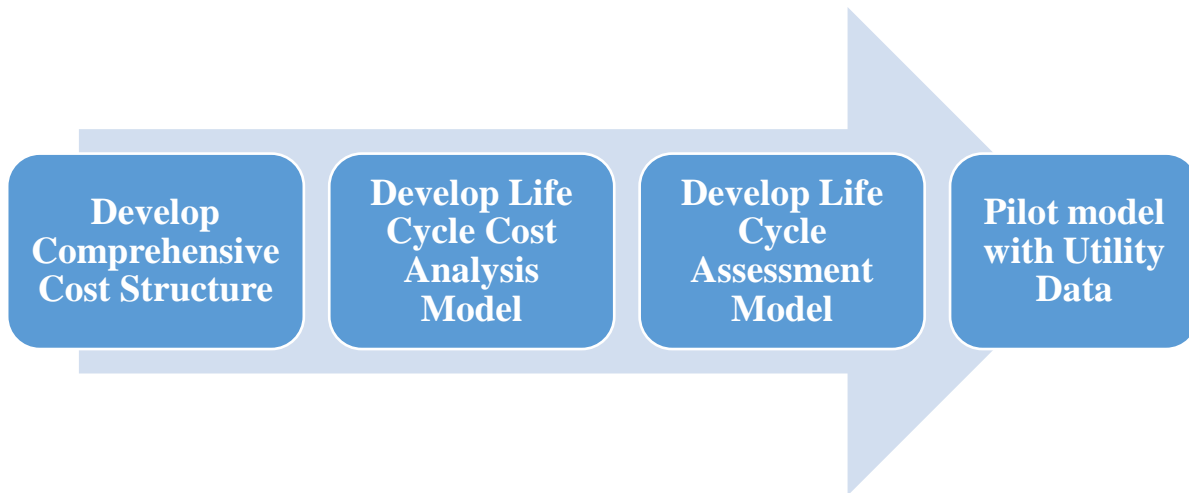 Develop
Comprehensive
Cost Structure
Develop Life
Cycle Cost
Analysis
Model
Develop Life
Cycle
Assessment
Model
Pilot model
with Utility
Data